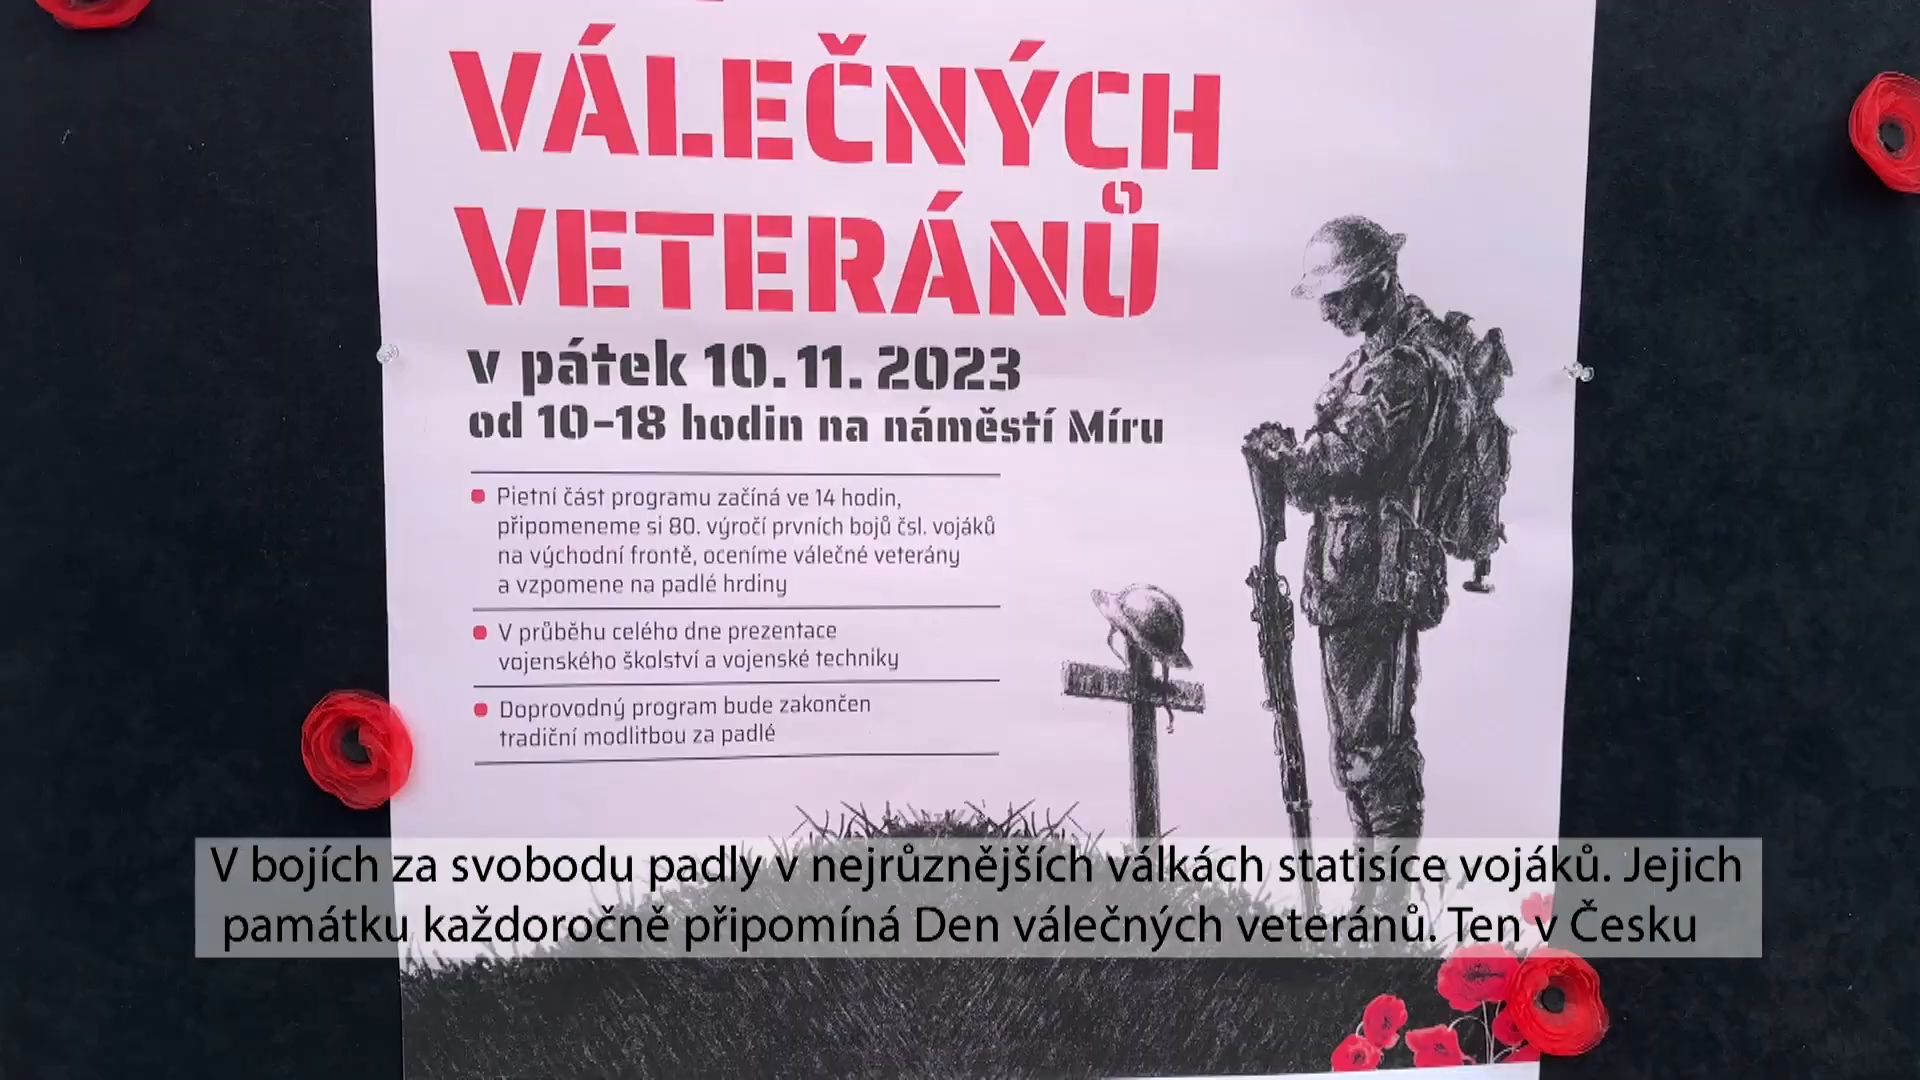 VÁLEČNÝCH
VETERÁNŮ
v pátek 10. 11. 2023
od 10–18 hodin na náměstí Míru
Pietní část programu začíná ve 14 hodin,
připomeneme si 80. výročí prvních bojů čsl. vojáků
na východní frontě, oceníme válečné veterány
a vzpomene na padlé hrdiny
V průběhu celého dne prezentace
vojenského školství a vojenské techniky
Doprovodný program bude zakončen
tradiční modlitbou za padlé
V bojích za svobodu padly v nejrůznějších válkách statisíce vojáků. Jejich
památku každoročně připomíná Den válečných veteránů. Ten v Česku